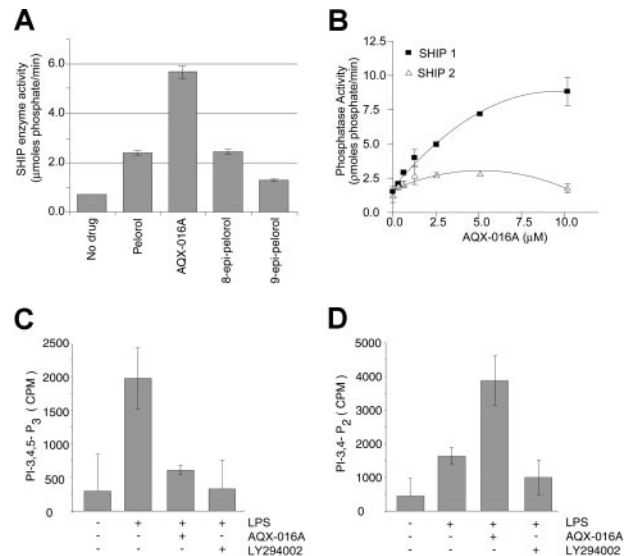 A
SHIP enzyme activity
(μmoles phosphate/min)
6.0
4.0
2.0
0.0
No drug
Pelorol
AQX-016A
8-epi-pelorol
9-epi-pelorol
B
Phosphatase Activity
(ρmoles phosphate/min)
12.5
10.0
7.5
5.0
2.5
0
SHIP 1
SHIP 2
0.0 2.5 5.0 7.5 10.0
AQX-016A (μM)
C
PI-3,4,5- P3 ( CPM )
2500
2000
1500
1000
500
0
- + + + LPS
- - + - AQX-016A
- - - + LY294002
D
PI-3,4- P2 ( CPM )
5000
4000
3000
2000
1000
0
- + + + LPS
- - + - AQX-016A
- - - + LY294002